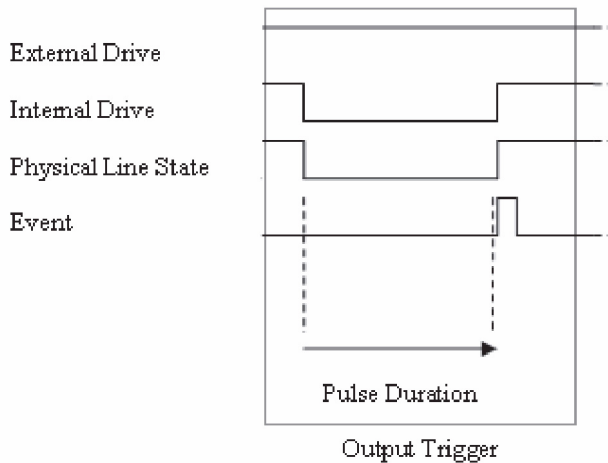 External Drive
Internal Drive
Physical Line State
Event
Pulse Duration
Output Trigger